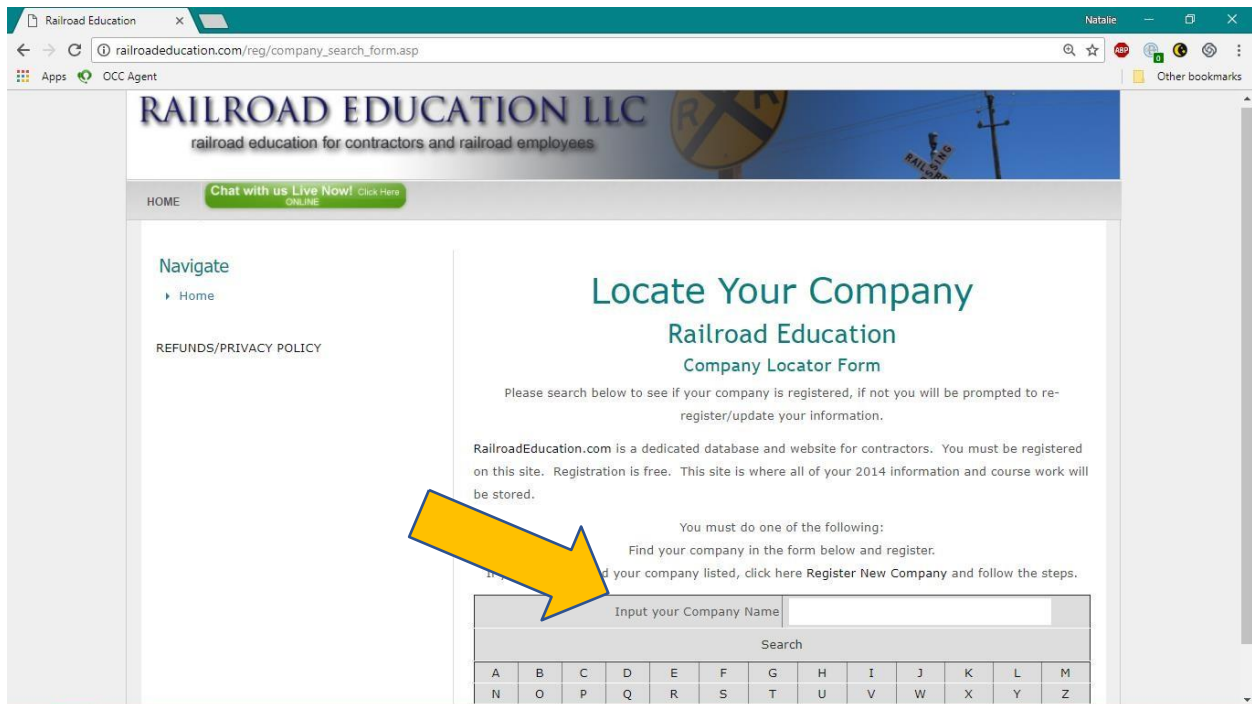 Railroad Education
Natalie
railroadeducation.com/reg/company_search_form.asp
ABP
0
Apps OCC Agent Other bookmarks
RAILROAD EDUCATION LLC
railroad education for contractors and railroad employees
R
R
HOME
Chat with us Live Now! Click Here
ONLINE
Navigate
Home
REFUNDS/PRIVACY POLICY
Locate Your Company
Railroad Education
Company Locator Form
Please search below to see if your company is registered, if not you will be prompted to re-
register/update your information.
RailroadEducation.com is a dedicated database and website for contractors. You must be registered
on this site. Registration is free. This site is where all of your 2014 information and course work will
be stored.
You must do one of the following:
Find your company in the form below and register.
your company listed, click here Register New Company and follow the steps.
Input your Company Name
Search
A B C D E F G H I J K L M
N O P Q R S T U V W X Y Z